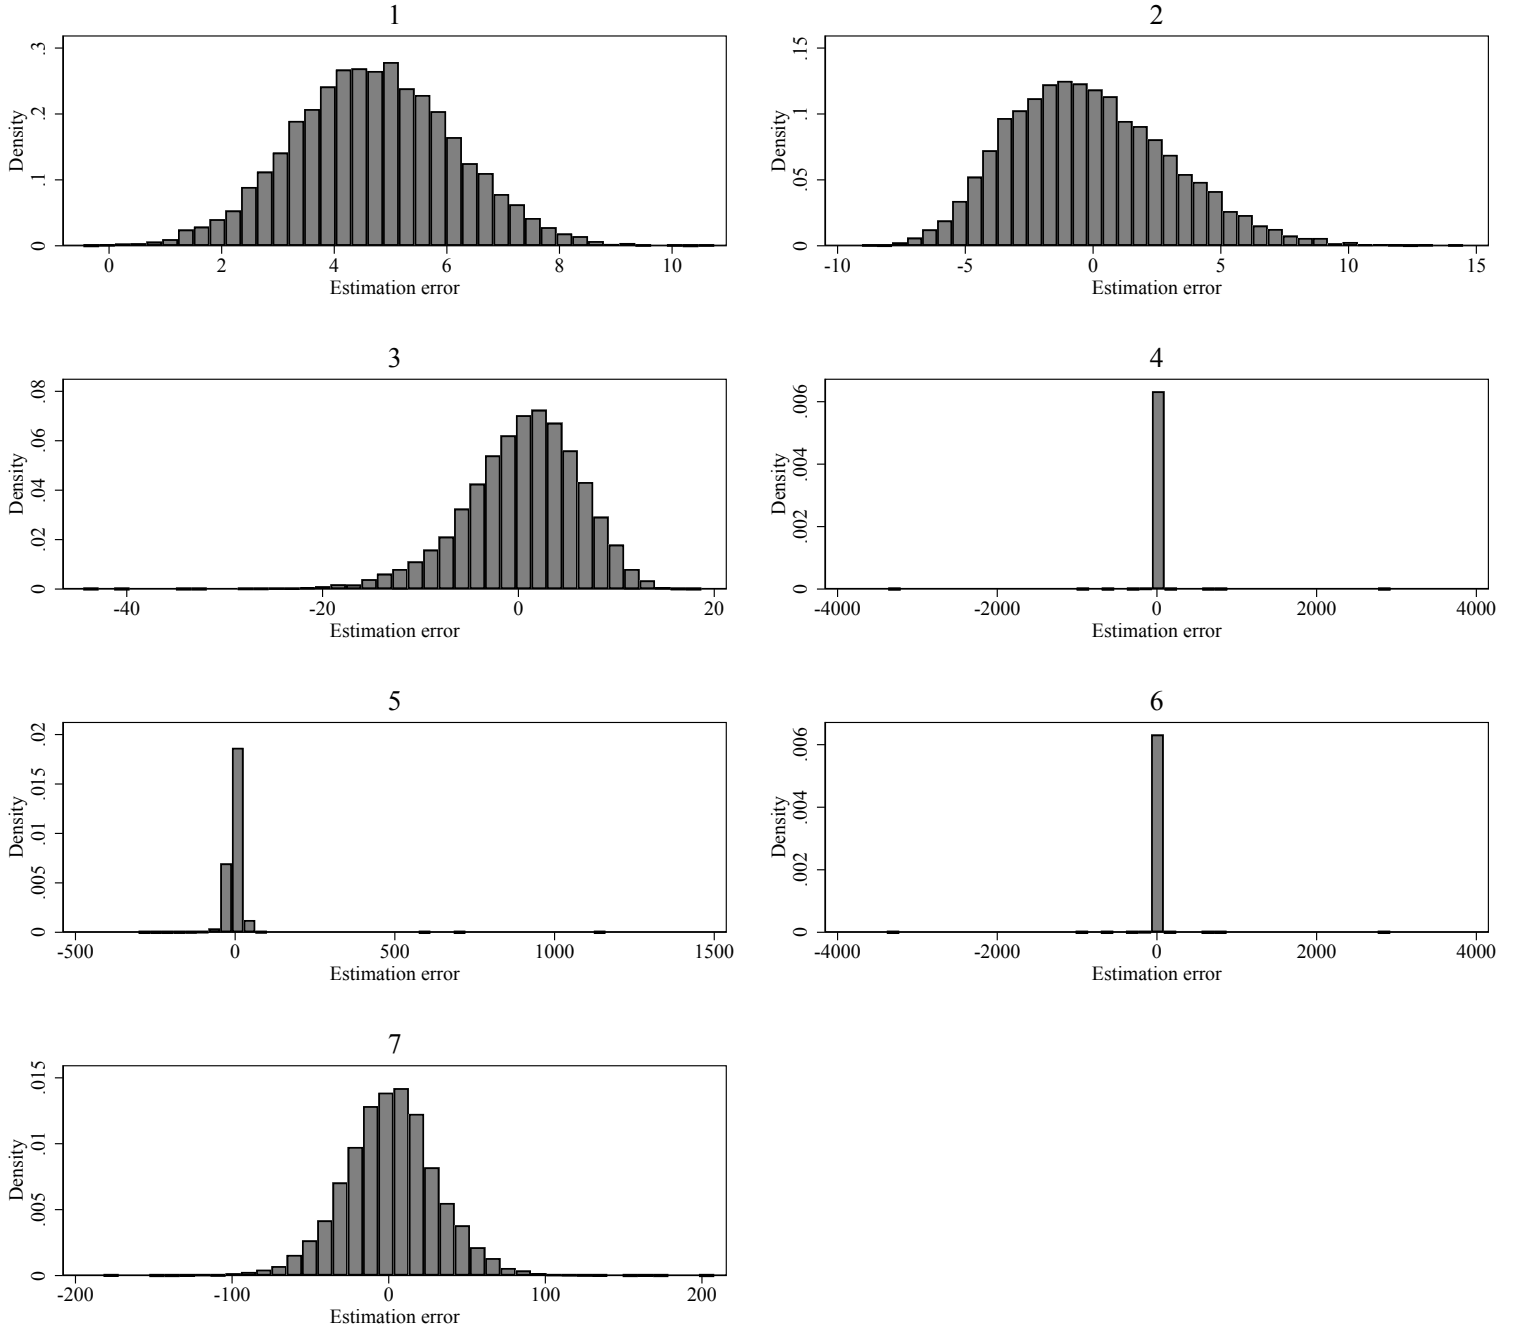 1
Density
0 .1 .2 .3
0 2 4 6 8 10
Estimation error
2
Density
0 .05 .1 .15
-10 -5 0 5 10 15
Estimation error
3
Density
0 .02 .04 .06 .08
-40 -20 0 20
Estimation error
4
Density
0 .002 .004 .006
-4000 -2000 0 2000 4000
Estimation error
5
Density
0 .005 .01 .015 .02
-500 0 500 1000 1500
Estimation error
6
Density
0 .002 .004 .006
-4000 -2000 0 2000 4000
Estimation error
7
Density
0 .005 .01 .015
-200 -100 0 100 200
Estimation error